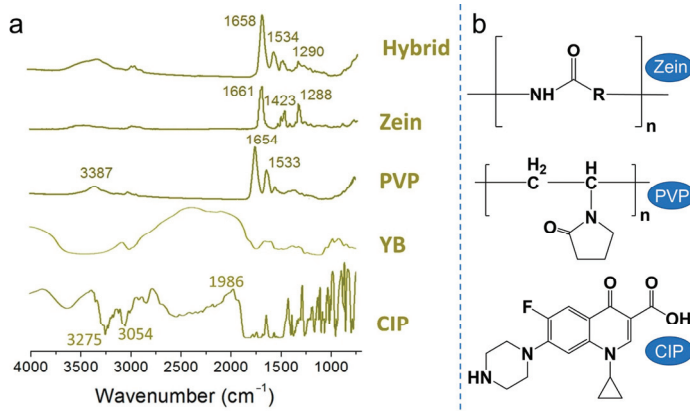 a
1658
1534
1290
Hybrid
1661
1423
1288
Zein
1654
3387
1533
PVP
YB
1986
CIP
3275
3054
4000 3500 3000 2500 2000 1500 1000
Wavenumber (cm⁻¹)
b
O
NH
R
n
Zein
H₂
C
H
C
N
O
n
PVP
O
O
F
OH
N
N
HN
CIP